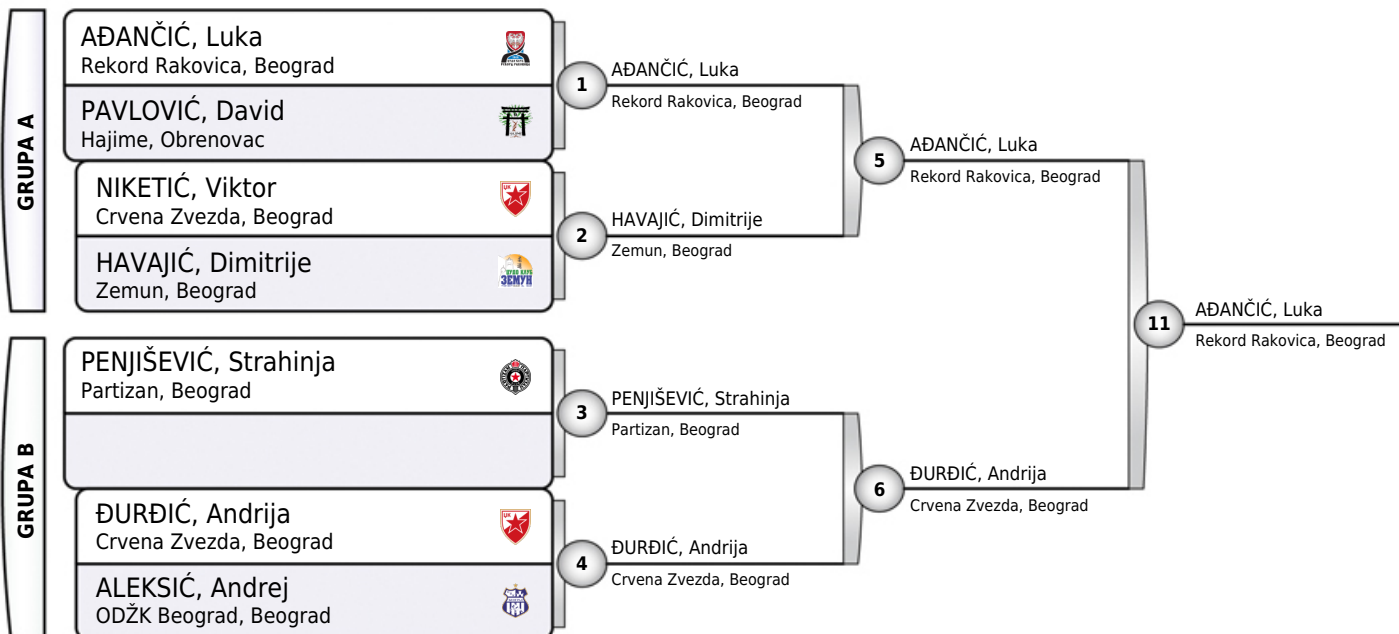 GRUPA A
AĐANČIĆ, Luka
Rekord Rakovica, Beograd
PAVLOVIĆ, David
Hajime, Obrenovac
NIKETIĆ, Viktor
Crvena Zvezda, Beograd
HAVAJIĆ, Dimitrije
Zemun, Beograd
ЗЕМУН
1
AĐANČIĆ, Luka
Rekord Rakovica, Beograd
2
HAVAJIĆ, Dimitrije
Zemun, Beograd
5
AĐANČIĆ, Luka
Rekord Rakovica, Beograd
GRUPA B
PENJIŠEVIĆ, Strahinja
Partizan, Beograd
ĐURĐIĆ, Andrija
Crvena Zvezda, Beograd
ALEKSIĆ, Andrej
ODŽK Beograd, Beograd
3
PENJIŠEVIĆ, Strahinja
Partizan, Beograd
4
ĐURĐIĆ, Andrija
Crvena Zvezda, Beograd
6
ĐURĐIĆ, Andrija
Crvena Zvezda, Beograd
11
AĐANČIĆ, Luka
Rekord Rakovica, Beograd